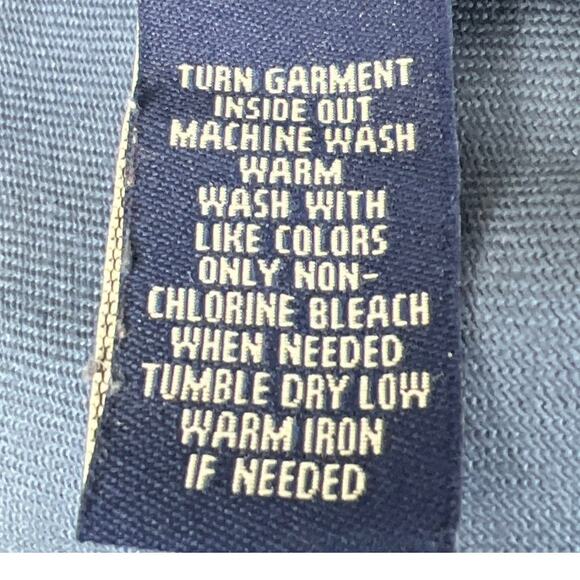 TURN GARMENT
INSIDE OUT
MACHINE WASH
WARM
WASH WITH
LIKE COLORS
ONLY NON-
CHLORINE BLEACH
WHEN NEEDED
TUMBLE DRY LOW
WARM IRON
IF NEEDED